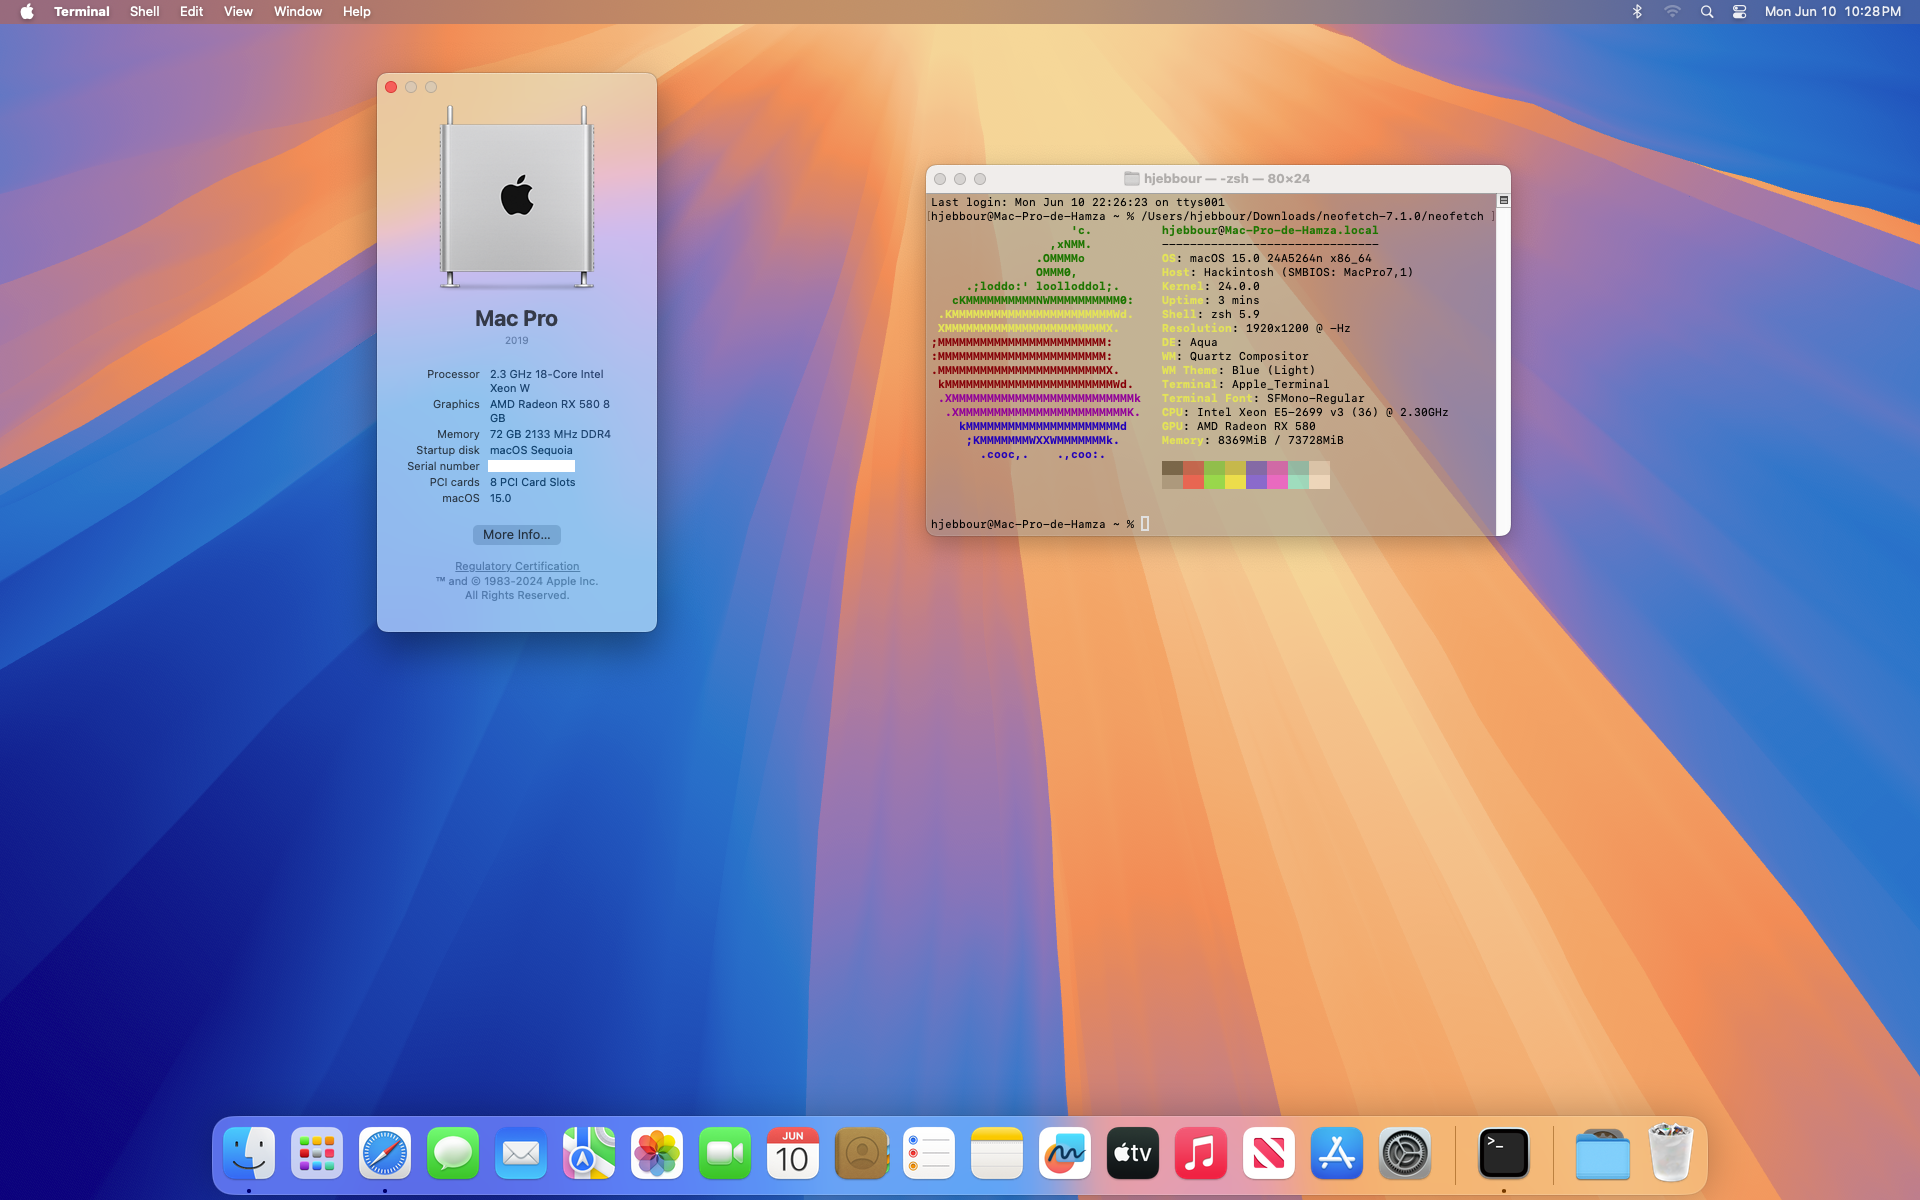 Terminal Shell Edit View Window Help
Mon Jun 10 10:28 PM
Mac Pro
2019
Processor 2.3 GHz 18-Core Intel
Xeon W
Graphics AMD Radeon RX 580 8
GB
Memory 72 GB 2133 MHz DDR4
Startup disk macOS Sequoia
Serial number
PCI cards 8 PCI Card Slots
macOS 15.0
More Info...
Regulatory Certification
™ and © 1983-2024 Apple Inc.
All Rights Reserved.
hjebbour — -zsh — 80×24
Last login: Mon Jun 10 22:26:23 on ttys001
[hjebbour@Mac-Pro-de-Hamza ~ % /Users/hjebbour/Downloads/neofetch-7.1.0/neofetch ]
'c. hjebbour@Mac-Pro-de-Hamza.local
,xNMM. -------------------------------
.OMMMMo OS: macOS 15.0 24A5264n x86_64
OMMM0, Host: Hackintosh (SMBIOS: MacPro7,1)
.;loddo:' loolloddol;. Kernel: 24.0.0
cKMMMMMMMMMMNWMMMMMMMMMM0: Uptime: 3 mins
.KMMMMMMMMMMMMMMMMMMMMMMMWd. Shell: zsh 5.9
XMMMMMMMMMMMMMMMMMMMMMMMX. Resolution: 1920x1200 @ -Hz
;MMMMMMMMMMMMMMMMMMMMMMMM: DE: Aqua
:MMMMMMMMMMMMMMMMMMMMMMMM: WM: Quartz Compositor
.MMMMMMMMMMMMMMMMMMMMMMMMX. WM Theme: Blue (Light)
kMMMMMMMMMMMMMMMMMMMMMMMMWd. Terminal: Apple_Terminal
.XMMMMMMMMMMMMMMMMMMMMMMMMMMk Terminal Font: SFMono-Regular
.XMMMMMMMMMMMMMMMMMMMMMMMMK. CPU: Intel Xeon E5-2699 v3 (36) @ 2.30GHz
kMMMMMMMMMMMMMMMMMMMMMMd GPU: AMD Radeon RX 580
;KMMMMMMMWXXWMMMMMMMk. Memory: 8369MiB / 73728MiB
.cooc,. .,coo:.
hjebbour@Mac-Pro-de-Hamza ~ %
JUN
10
tv
>_